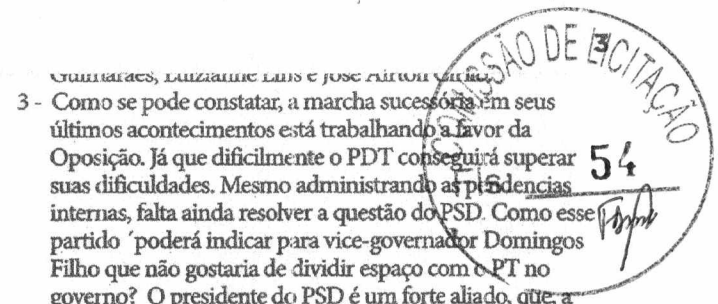 Guimarães, Luizianne Lins e José Airton Cirilo.
3 - Como se pode constatar, a marcha sucessória em seus
últimos acontecimentos está trabalhando a favor da
Oposição. Já que dificilmente o PDT conseguirá superar
suas dificuldades. Mesmo administrando as pendencias
internas, falta ainda resolver a questão do PSD. Como esse
partido ´poderá indicar para vice-governador Domingos
Filho que não gostaria de dividir espaço com o PT no
governo? O presidente do PSD é um forte aliado, que, a
COMISSÃO DE LICITAÇÃO
3
54